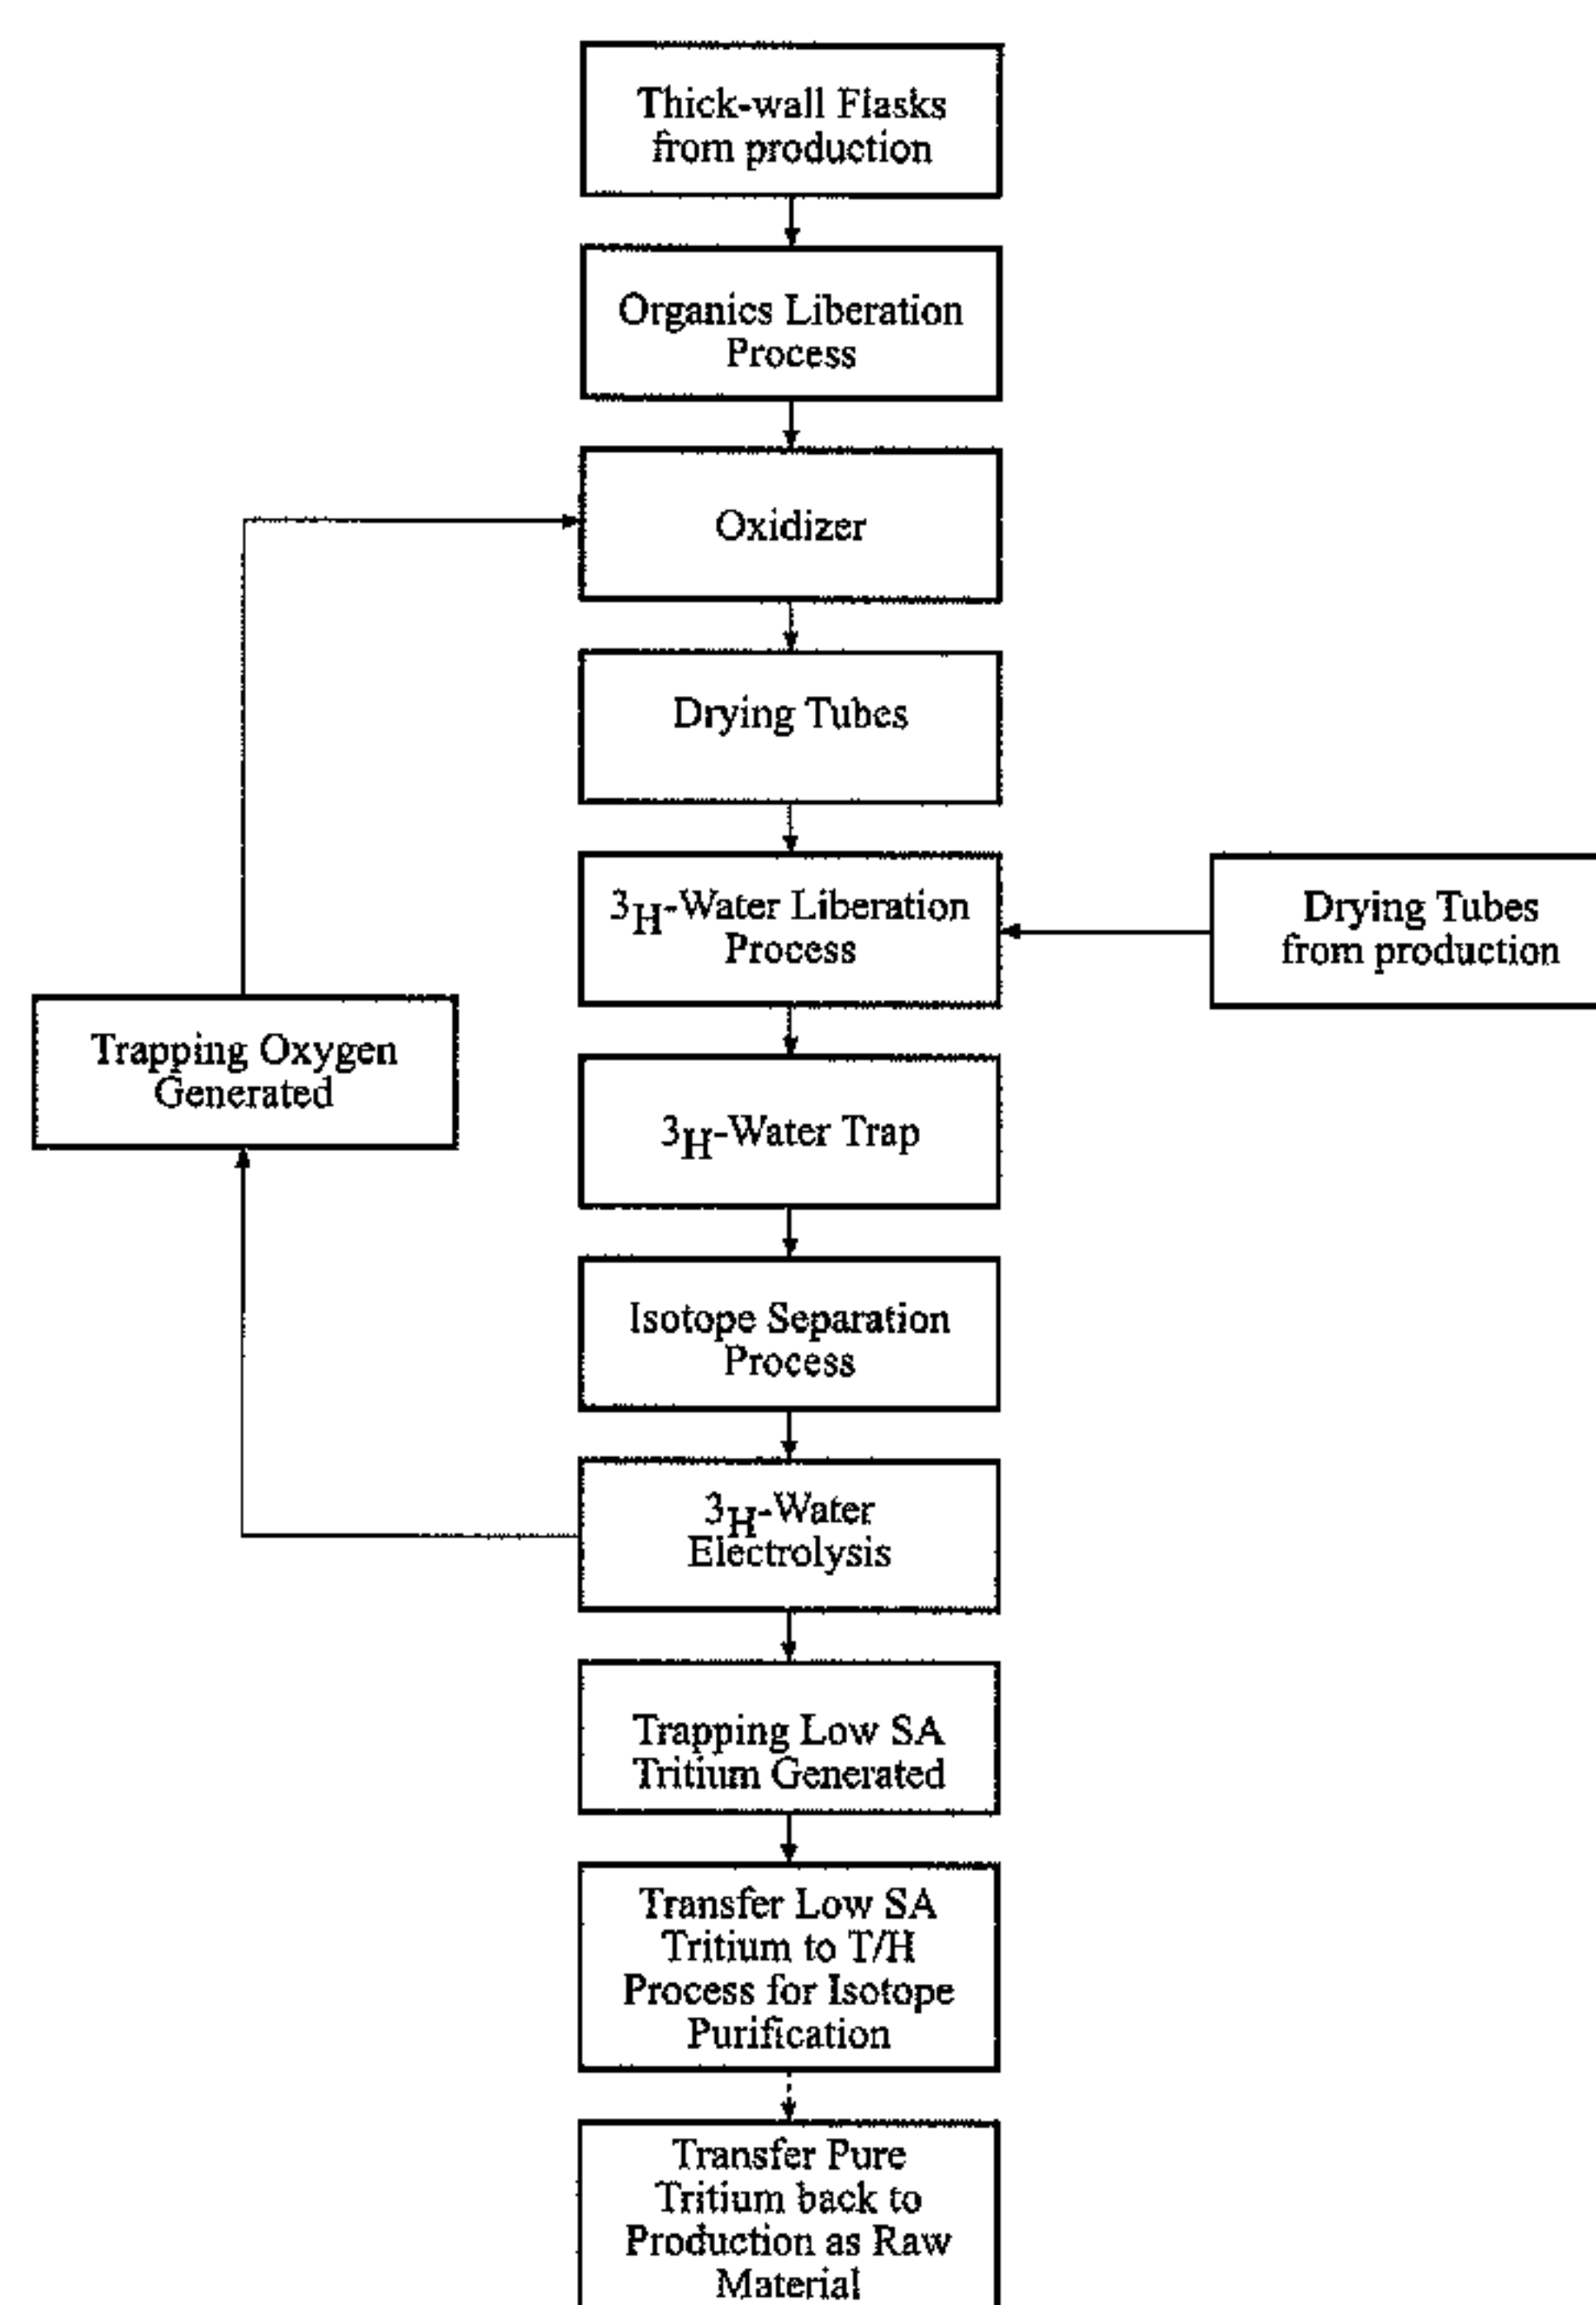 Thick-wall Flasks
from production
Organics Liberation
Process
Oxidizer
Drying Tubes
3H-Water Liberation
Process
Drying Tubes
from production
Trapping Oxygen
Generated
3H-Water Trap
Isotope Separation
Process
3H-Water
Electrolysis
Trapping Low SA
Tritium Generated
Transfer Low SA
Tritium to T/H
Process for Isotope
Purification
Transfer Pure
Tritium back to
Production as Raw
Material